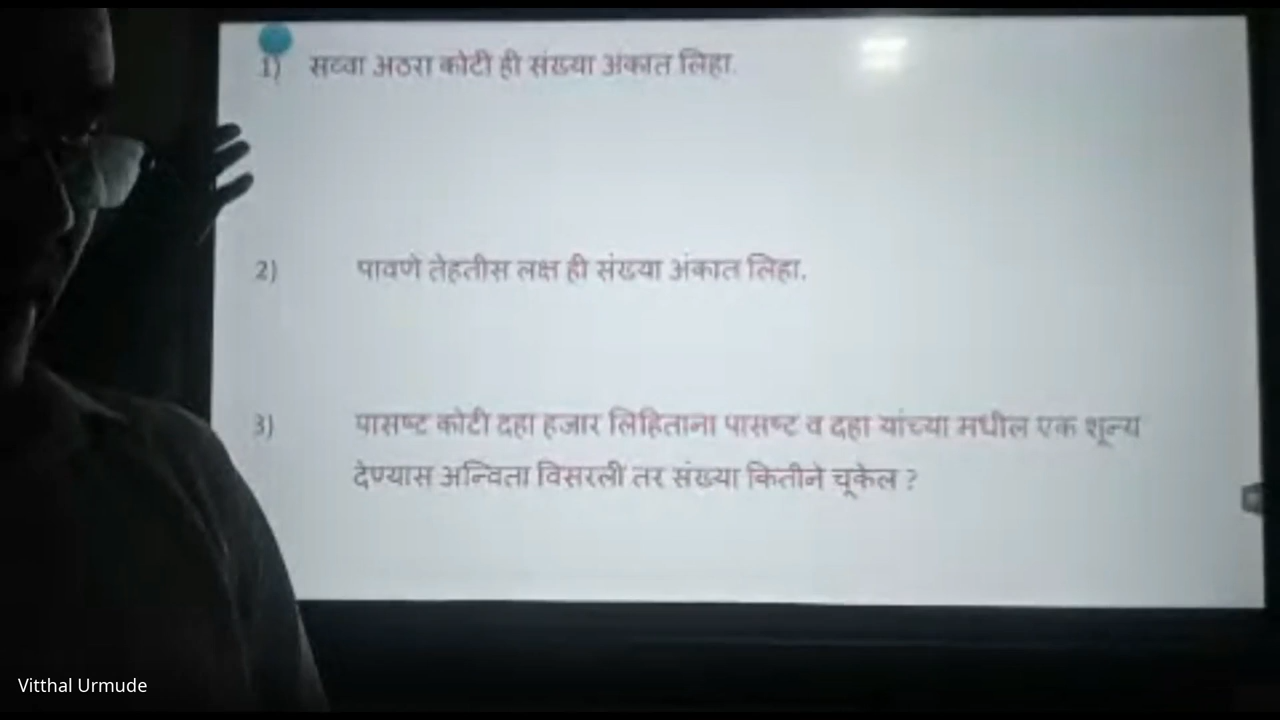 1) सव्वा अठरा कोटी ही संख्या अंकात लिहा.
2) पावणे तेहतीस लक्ष ही संख्या अंकात लिहा.
3) पासष्ट कोटी दहा हजार लिहिताना पासष्ट व दहा यांच्या मधील एक शून्य
देण्यास अन्विता विसरली तर संख्या कितीने चूकेल ?
Vitthal Urmude